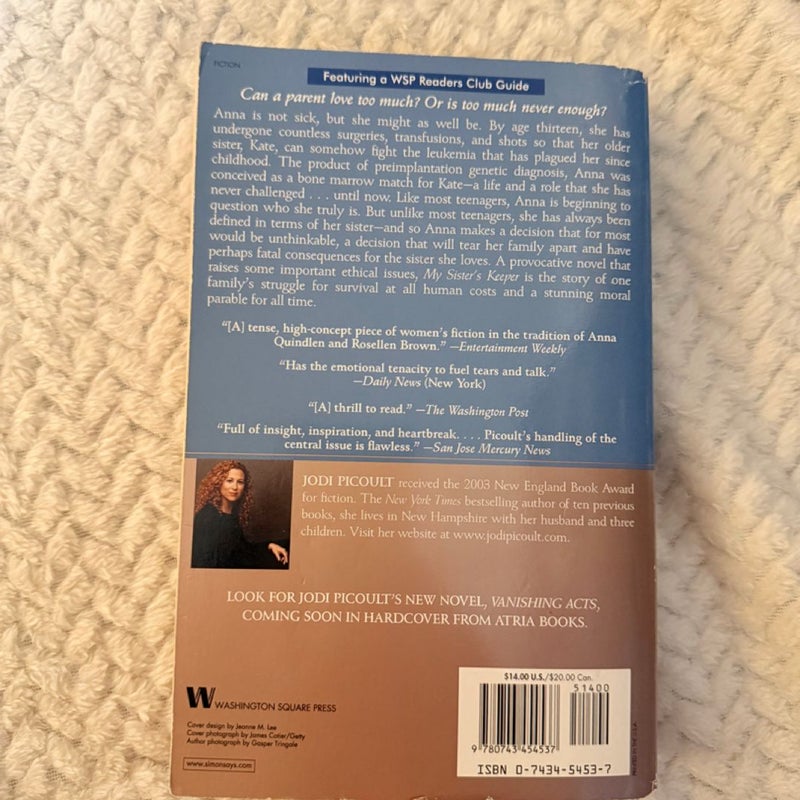 FICTION
Featuring a WSP Readers Club Guide
Can a parent love too much? Or is too much never enough?
Anna is not sick, but she might as well be. By age thirteen, she has
undergone countless surgeries, transfusions, and shots so that her older
sister, Kate, can somehow fight the leukemia that has plagued her since
childhood. The product of preimplantation genetic diagnosis, Anna was
conceived as a bone marrow match for Kate—a life and a role that she has
never challenged . . . until now. Like most teenagers, Anna is beginning to
question who she truly is. But unlike most teenagers, she has always been
defined in terms of her sister—and so Anna makes a decision that for most
would be unthinkable, a decision that will tear her family apart and have
perhaps fatal consequences for the sister she loves. A provocative novel that
raises some important ethical issues, My Sister's Keeper is the story of one
family's struggle for survival at all human costs and a stunning moral
parable for all time.
"[A] tense, high-concept piece of women's fiction in the tradition of Anna
Quindlen and Rosellen Brown." —Entertainment Weekly
"Has the emotional tenacity to fuel tears and talk."
—Daily News (New York)
"[A] thrill to read." —The Washington Post
"Full of insight, inspiration, and heartbreak. . . . Picoult's handling of the
central issue is flawless." —San Jose Mercury News
JODI PICOULT received the 2003 New England Book Award
for fiction. The New York Times bestselling author of ten previous
books, she lives in New Hampshire with her husband and three
children. Visit her website at www.jodipicoult.com.
LOOK FOR JODI PICOULT'S NEW NOVEL, VANISHING ACTS,
COMING SOON IN HARDCOVER FROM ATRIA BOOKS.
W WASHINGTON SQUARE PRESS
Cover design by Jeanne M. Lee
Cover photograph by James Cotier/Getty
Author photograph by Gasper Tringale
www.simonsays.com
$14.00 U.S./$20.00 Can.
51400
9 780743 454537
ISBN 0-7434-5453-7
PRINTED IN THE U.S.A.